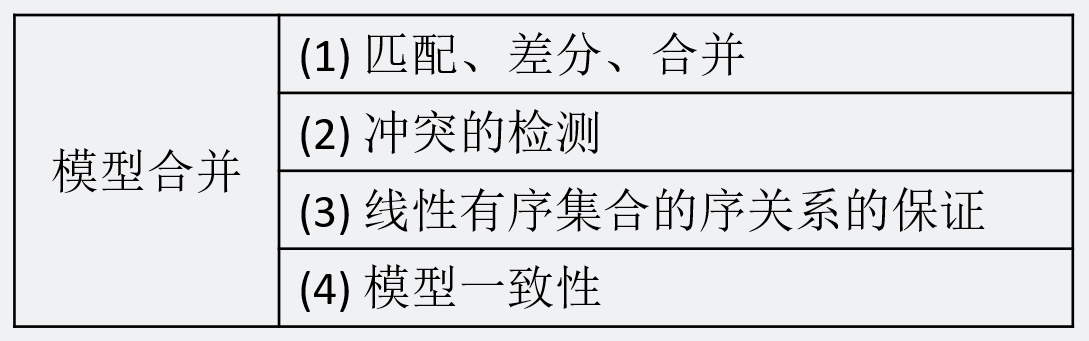 模型合并
(1) 匹配、差分、合并
(2) 冲突的检测
(3) 线性有序集合的序关系的保证
(4) 模型一致性